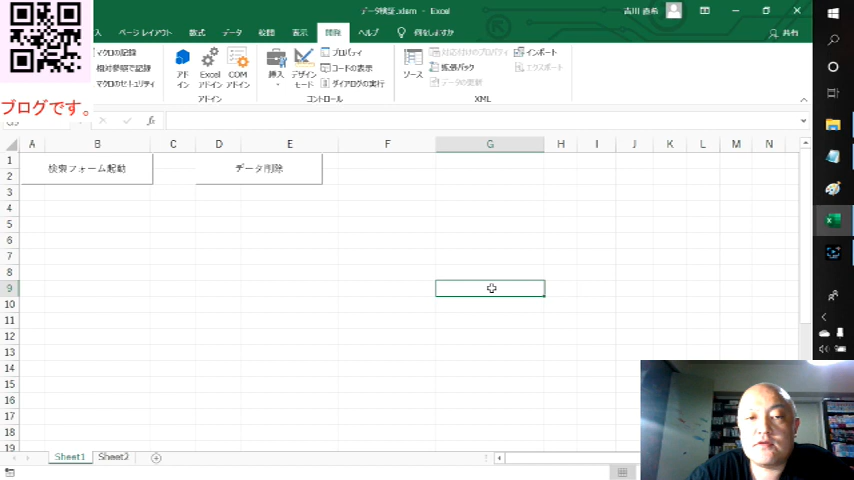 データ検証.xlsm － Excel
吉川 直希
ページ レイアウト 数式 データ 校閲 表示 開発 ヘルプ 何をしますか 共有
マクロの記録
相対参照で記録
マクロのセキュリティ
アド
イン
Excel
アドイン
COM
アドイン
アドイン
挿入
デザイン
モード
プロパティ
コードの表示
ダイアログの実行
コントロール
ソース
対応付けのプロパティ
拡張パック
データの更新
インポート
エクスポート
XML
ブログです。
fx
A B C D E F G H I J K L M N
1
2
3
4
5
6
7
8
9
10
11
12
13
14
15
16
17
18
19
検索フォーム起動
データ削除
Sheet1 Sheet2